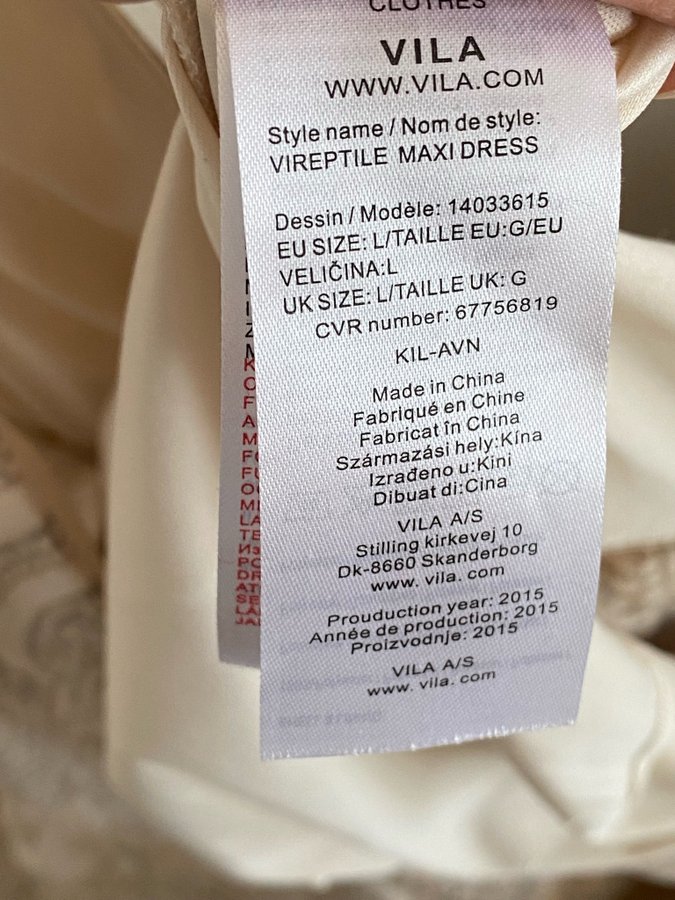 CLOTHES
VILA
WWW.VILA.COM
Style name / Nom de style:
VIREPTILE MAXI DRESS
Dessin / Modèle: 14033615
EU SIZE: L/TAILLE EU:G/EU
VELIČINA:L
UK SIZE: L/TAILLE UK: G
CVR number: 67756819
KIL-AVN
Made in China
Fabriqué en Chine
Fabricat în China
Származási hely:Kína
Izrađeno u:Kini
Dibuat di:Cina
VILA A/S
Stilling kirkevej 10
Dk-8660 Skanderborg
www. vila. com
Prouduction year: 2015
Année de production: 2015
Proizvodnje: 2015
VILA A/S
www. vila. com